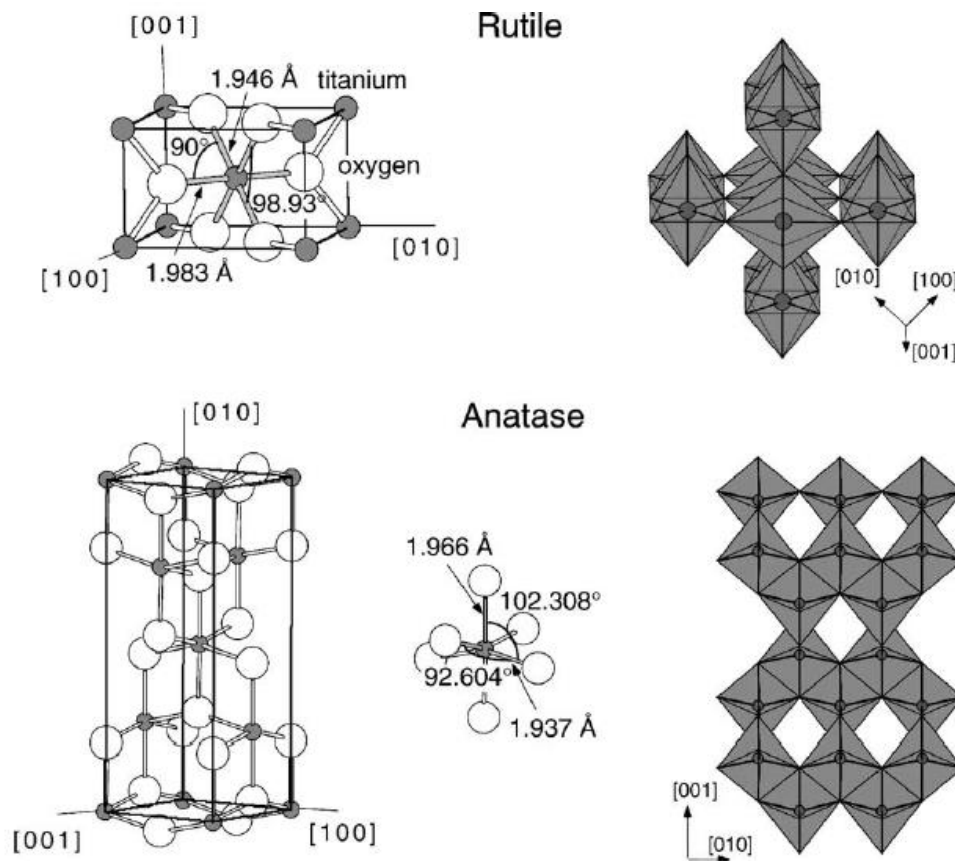 Rutile
[001]
1.946 Å
titanium
90°
oxygen
98.93°
[010]
[100]
1.983 Å
[010]
[100]
[001]
Anatase
[010]
1.966 Å
102.308°
92.604°
1.937 Å
[001]
[100]
[001]
[010]